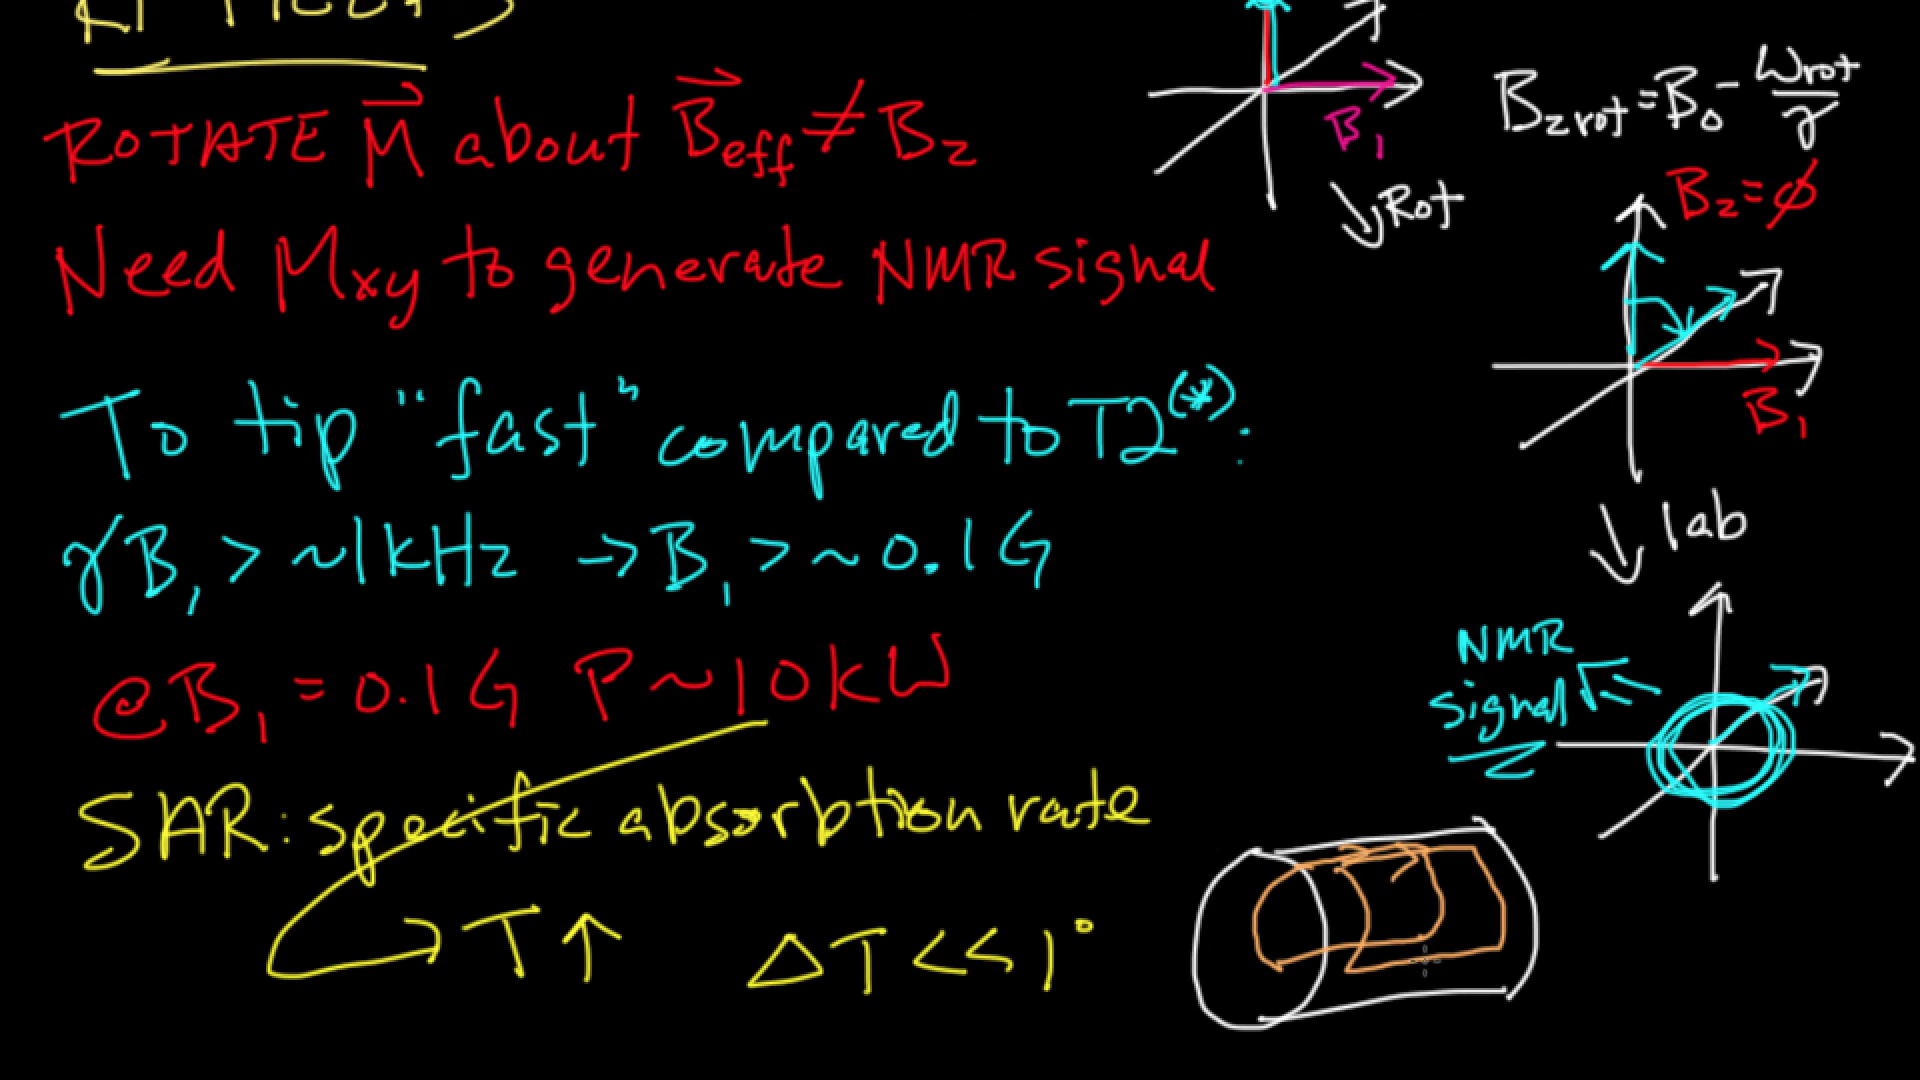 ROTATE M⃗ about B⃗eff ≠ Bz
Need Mxy to generate NMR signal
To tip "fast" compared to T2(*):
γB₁ > ~1kHz → B₁ > ~0.1G
@B₁ = 0.1G P~10kW
SAR: specific absorbtion rate
→ T↑ ΔT << 1°
B₁
↓Rot
Bzrot = B₀ - ωrot/γ
Bz = ϕ
B₁
↓ lab
NMR
signal